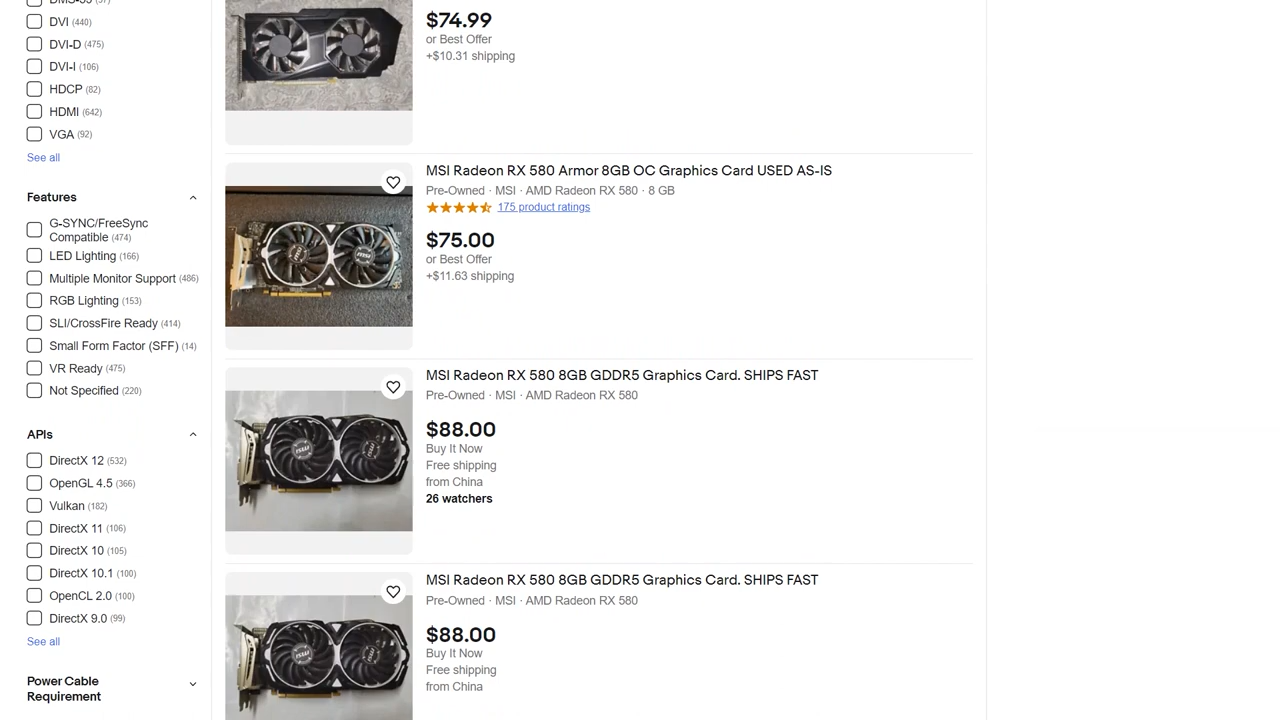 DMS-59 (57)
DVI (440)
DVI-D (475)
DVI-I (106)
HDCP (82)
HDMI (642)
VGA (92)
See all
Features
G-SYNC/FreeSync
Compatible (474)
LED Lighting (166)
Multiple Monitor Support (486)
RGB Lighting (153)
SLI/CrossFire Ready (414)
Small Form Factor (SFF) (14)
VR Ready (475)
Not Specified (220)
APIs
DirectX 12 (532)
OpenGL 4.5 (366)
Vulkan (182)
DirectX 11 (106)
DirectX 10 (105)
DirectX 10.1 (100)
OpenCL 2.0 (100)
DirectX 9.0 (99)
See all
Power Cable
Requirement
$74.99
or Best Offer
+$10.31 shipping
MSI Radeon RX 580 Armor 8GB OC Graphics Card USED AS-IS
Pre-Owned · MSI · AMD Radeon RX 580 · 8 GB
175 product ratings
$75.00
or Best Offer
+$11.63 shipping
MSI Radeon RX 580 8GB GDDR5 Graphics Card. SHIPS FAST
Pre-Owned · MSI · AMD Radeon RX 580
$88.00
Buy It Now
Free shipping
from China
26 watchers
MSI Radeon RX 580 8GB GDDR5 Graphics Card. SHIPS FAST
Pre-Owned · MSI · AMD Radeon RX 580
$88.00
Buy It Now
Free shipping
from China